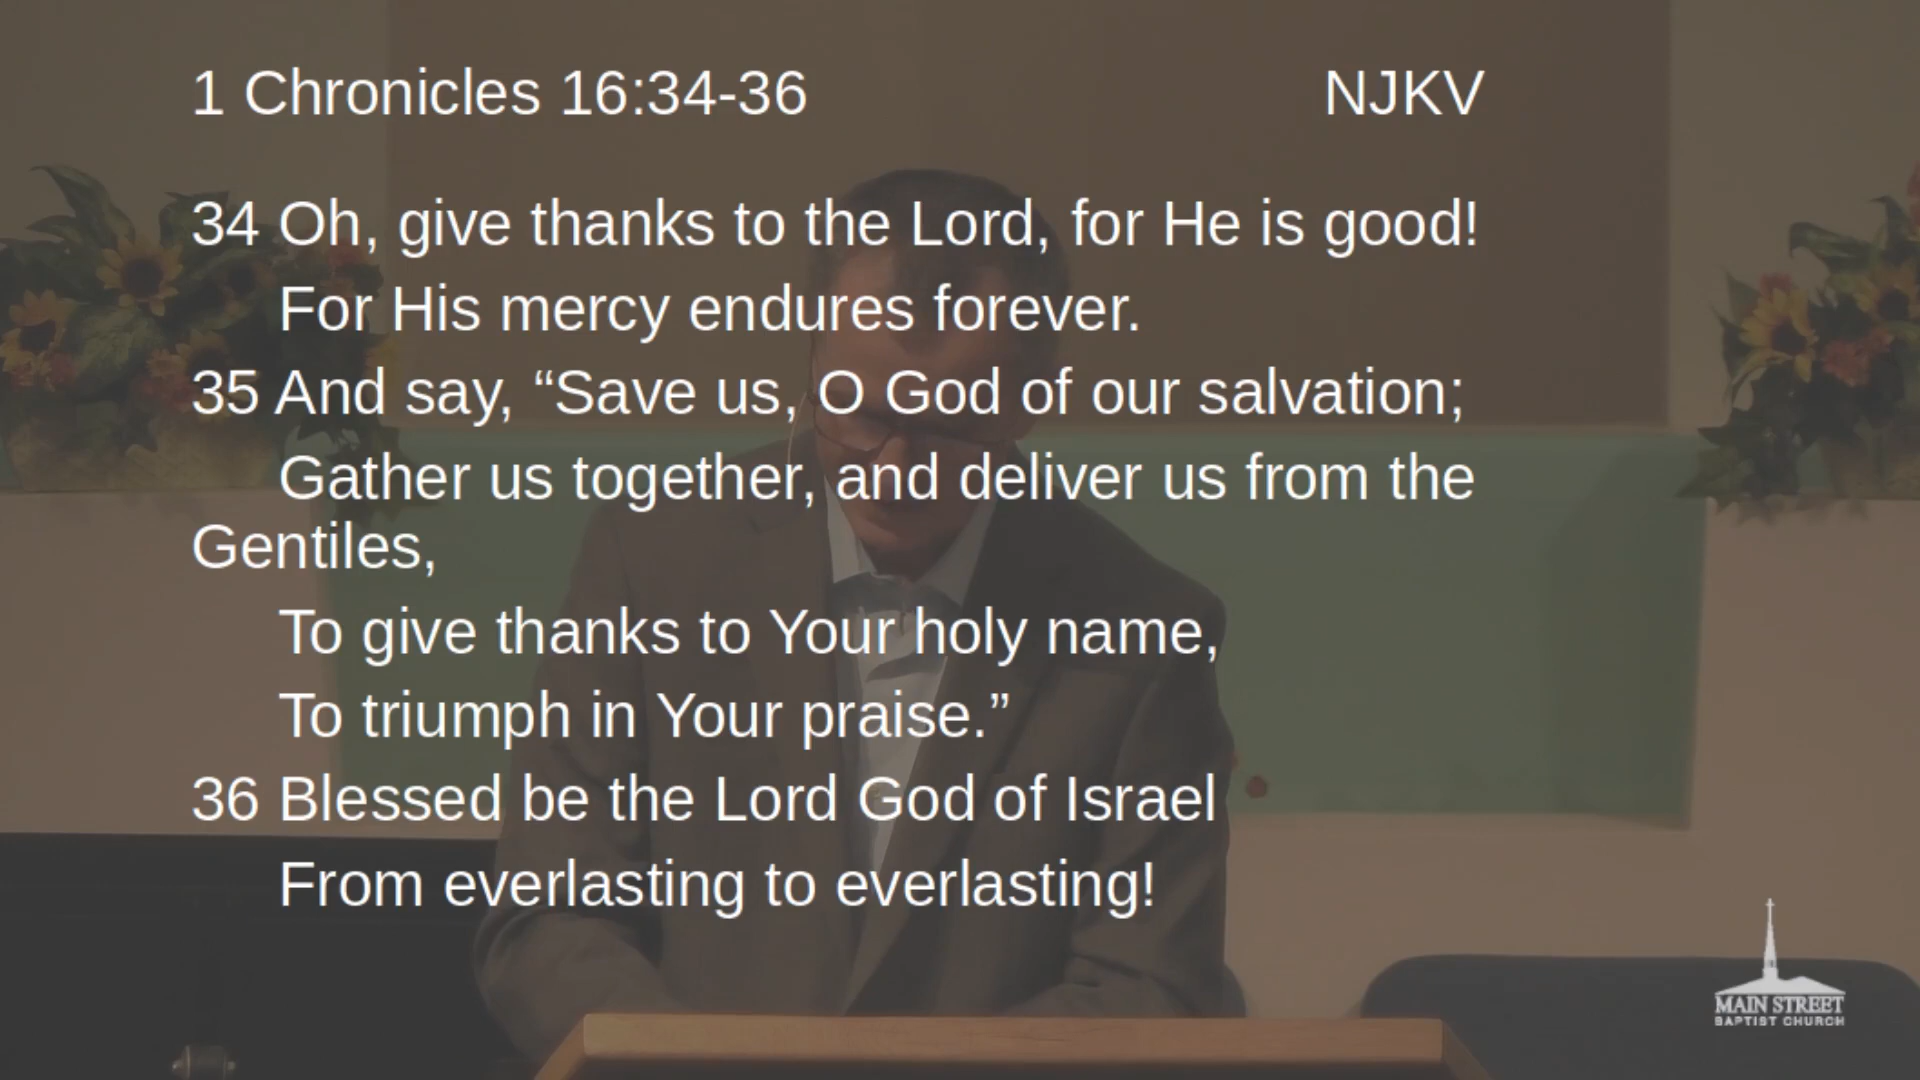 1 Chronicles 16:34-36 NJKV
34 Oh, give thanks to the Lord, for He is good!
For His mercy endures forever.
35 And say, “Save us, O God of our salvation;
Gather us together, and deliver us from the
Gentiles,
To give thanks to Your holy name,
To triumph in Your praise.”
36 Blessed be the Lord God of Israel
From everlasting to everlasting!
MAIN STREET
BAPTIST CHURCH